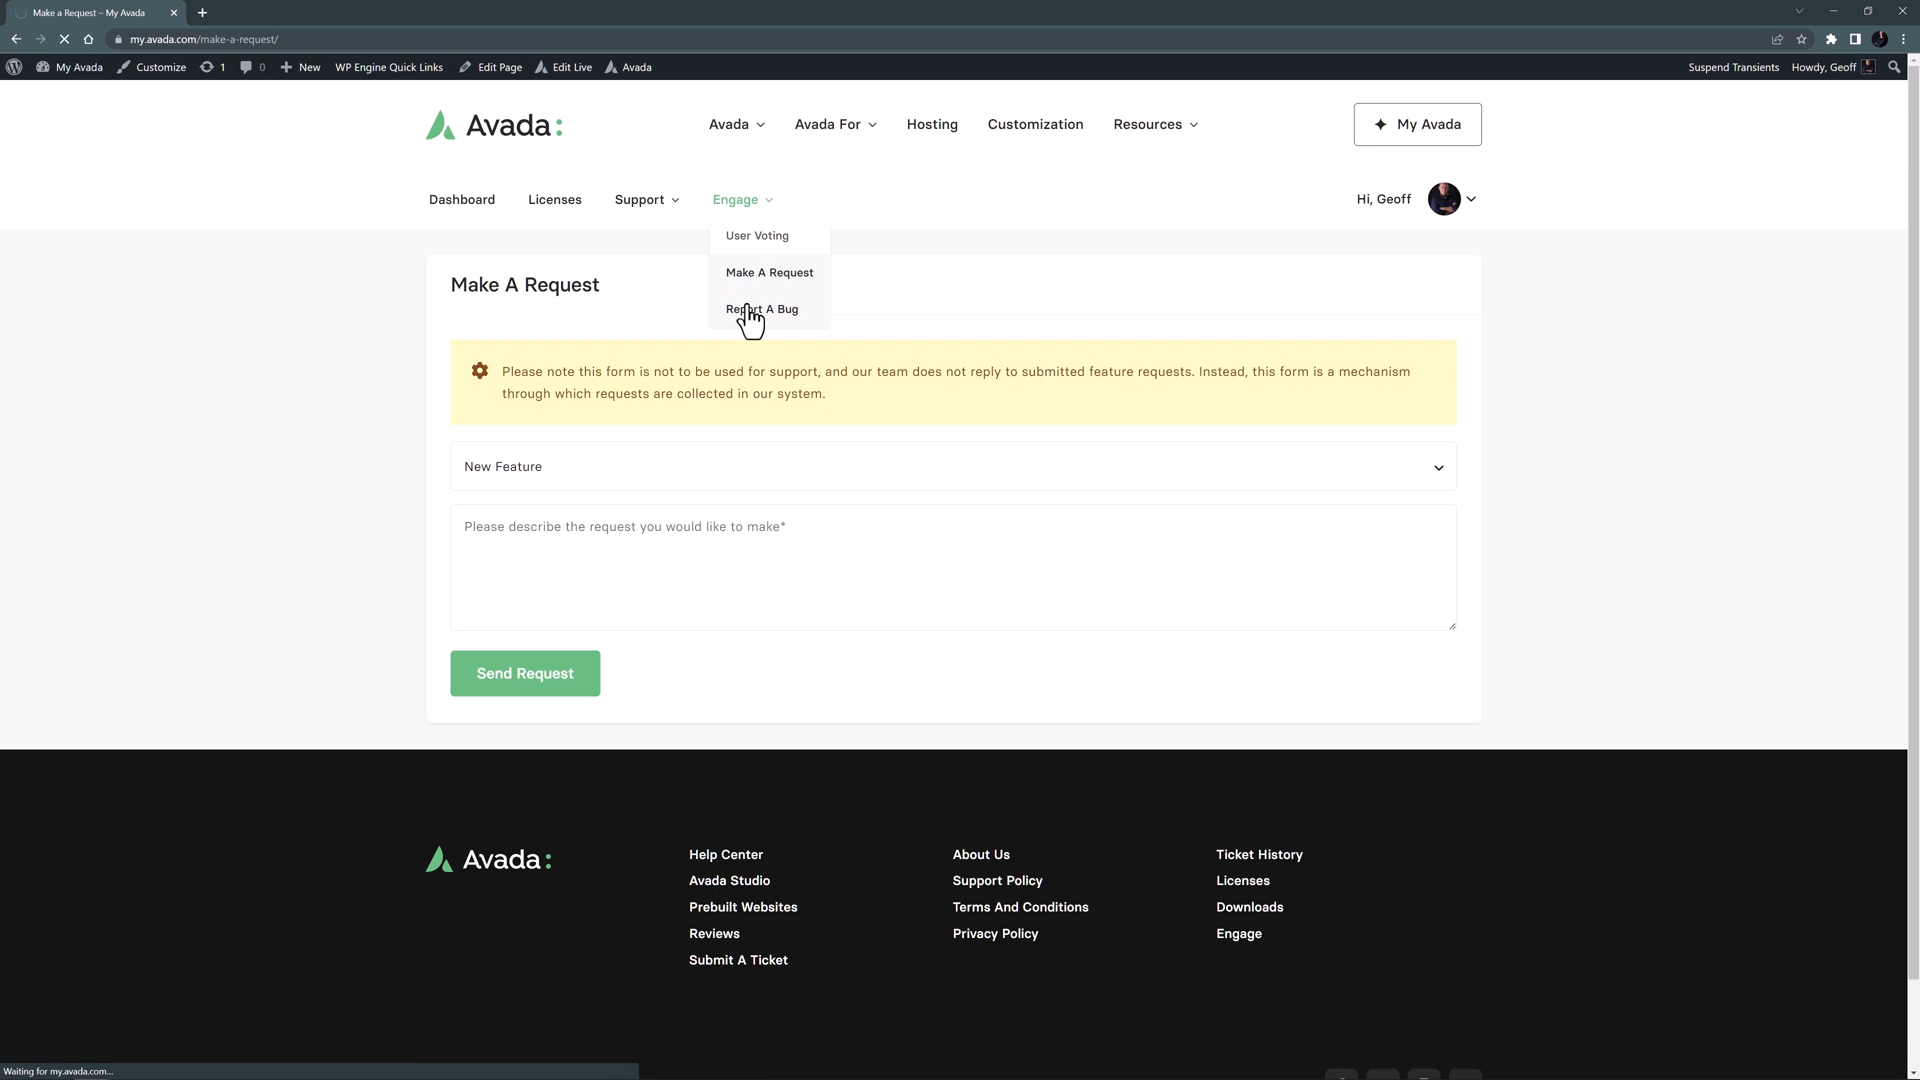 Make a Request – My Avada
my.avada.com/make-a-request/
My Avada
Customize
1
0
New
WP Engine Quick Links
Edit Page
Edit Live
Avada
Suspend Transients
Howdy, Geoff
Avada:
Avada
Avada For
Hosting
Customization
Resources
My Avada
Dashboard
Licenses
Support
Engage
Hi, Geoff
User Voting
Make A Request
Report A Bug
Make A Request
Please note this form is not to be used for support, and our team does not reply to submitted feature requests. Instead, this form is a mechanism
through which requests are collected in our system.
New Feature
Please describe the request you would like to make*
Send Request
Avada:
Help Center
Avada Studio
Prebuilt Websites
Reviews
Submit A Ticket
About Us
Support Policy
Terms And Conditions
Privacy Policy
Ticket History
Licenses
Downloads
Engage
Waiting for my.avada.com...